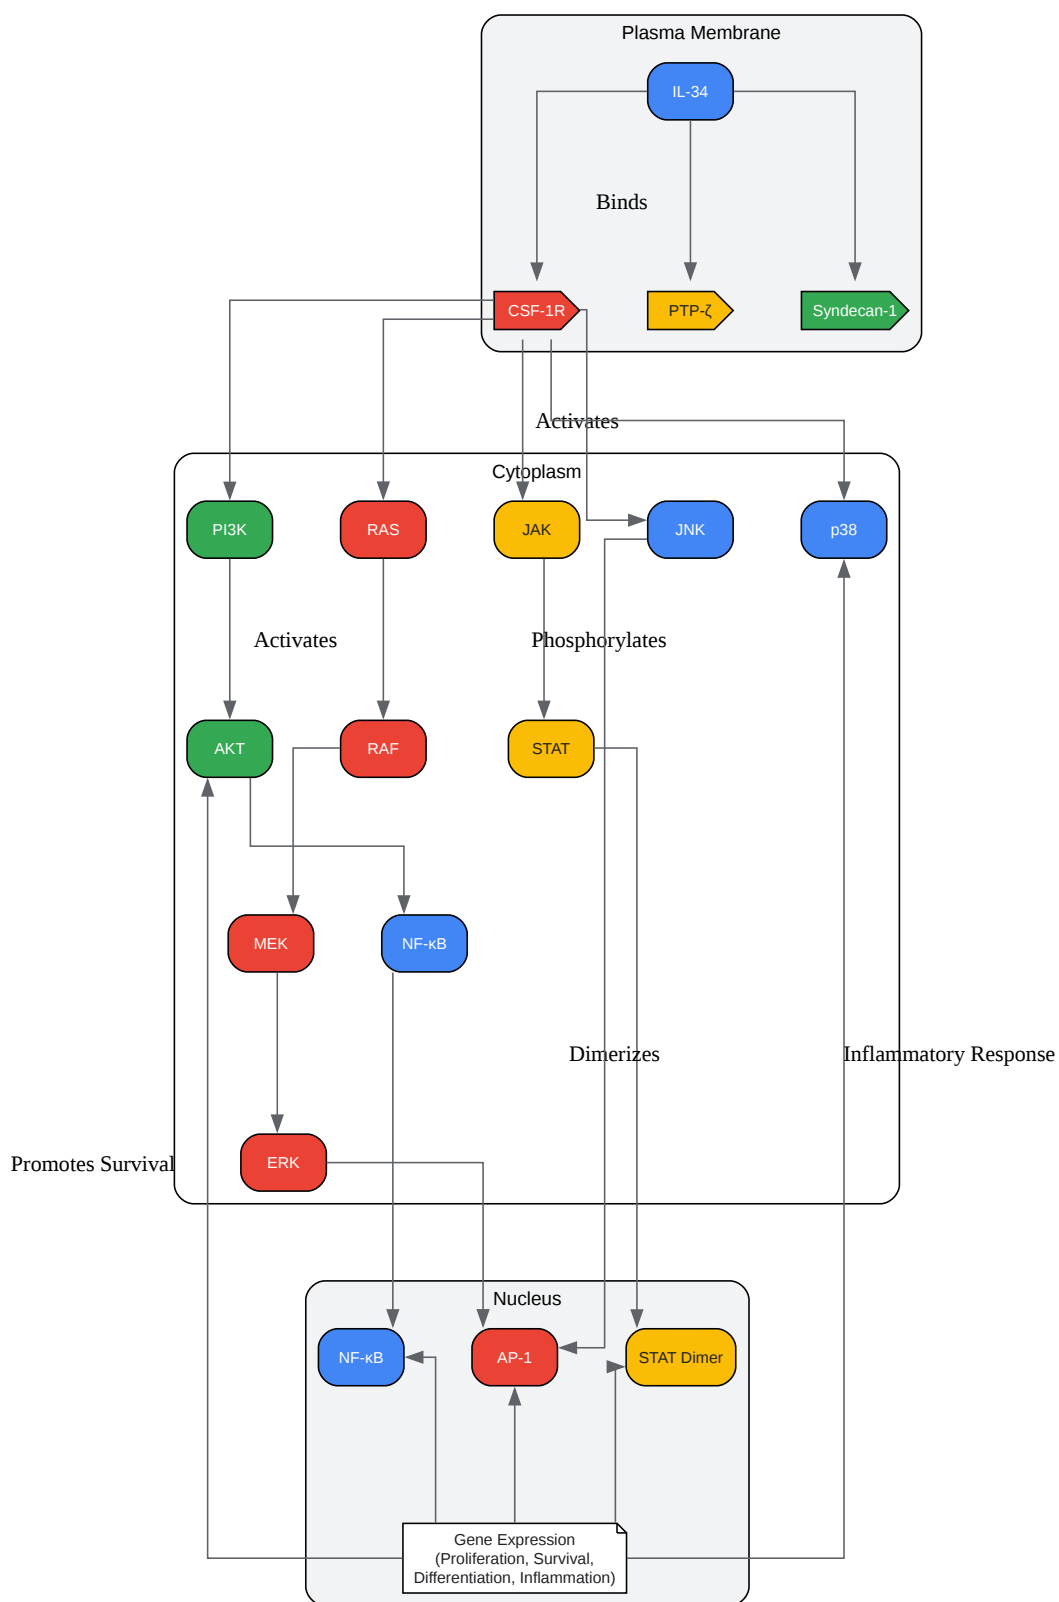 Plasma Membrane
IL-34
Binds
CSF-1R
PTP-ζ
Syndecan-1
Activates
Cytoplasm
PI3K
RAS
JAK
JNK
p38
Activates
Phosphorylates
AKT
RAF
STAT
MEK
NF-κB
Dimerizes
Inflammatory Response
ERK
Promotes Survival
Nucleus
NF-κB
AP-1
STAT Dimer
Gene Expression
(Proliferation, Survival,
Differentiation, Inflammation)